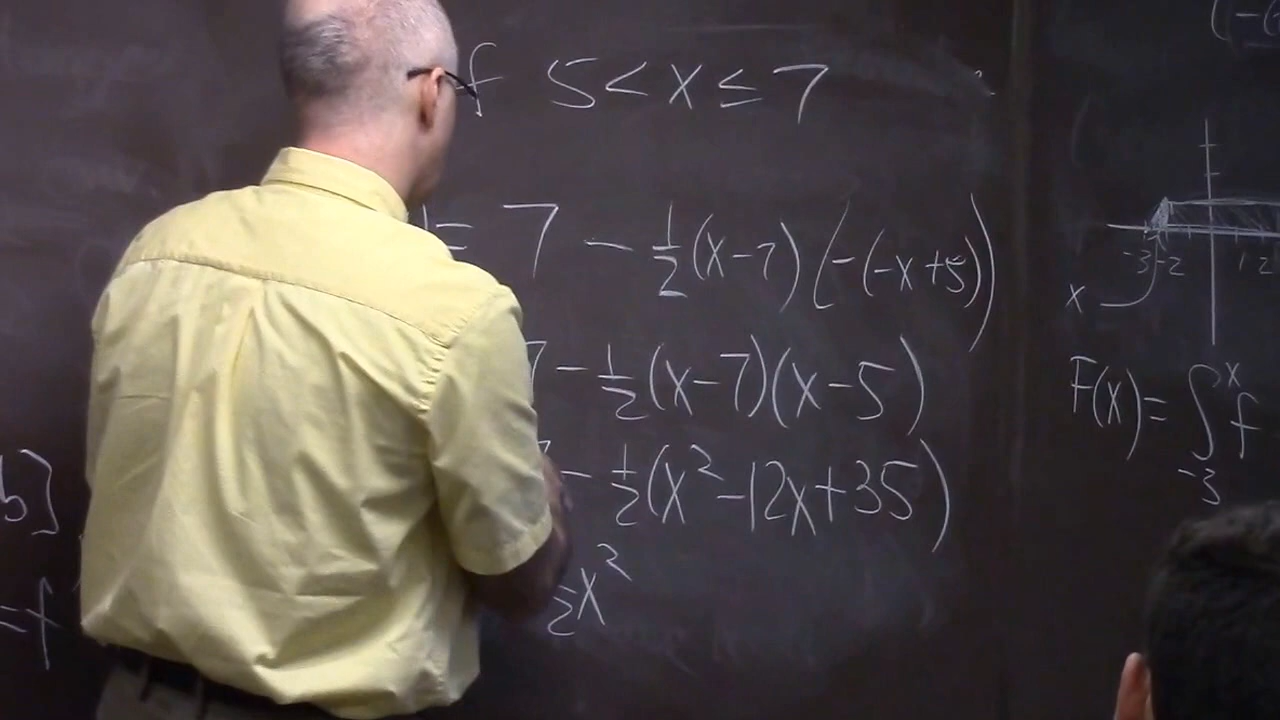 f 5 < x ≤ 7
= 7 - 1/2(x-7)(-(-x+5))
7 - 1/2(x-7)(x-5)
- 1/2(x² - 12x + 35)
2x²
b]
= f
-3 -2 1 2
x
F(x) = ∫₋₃ˣ f